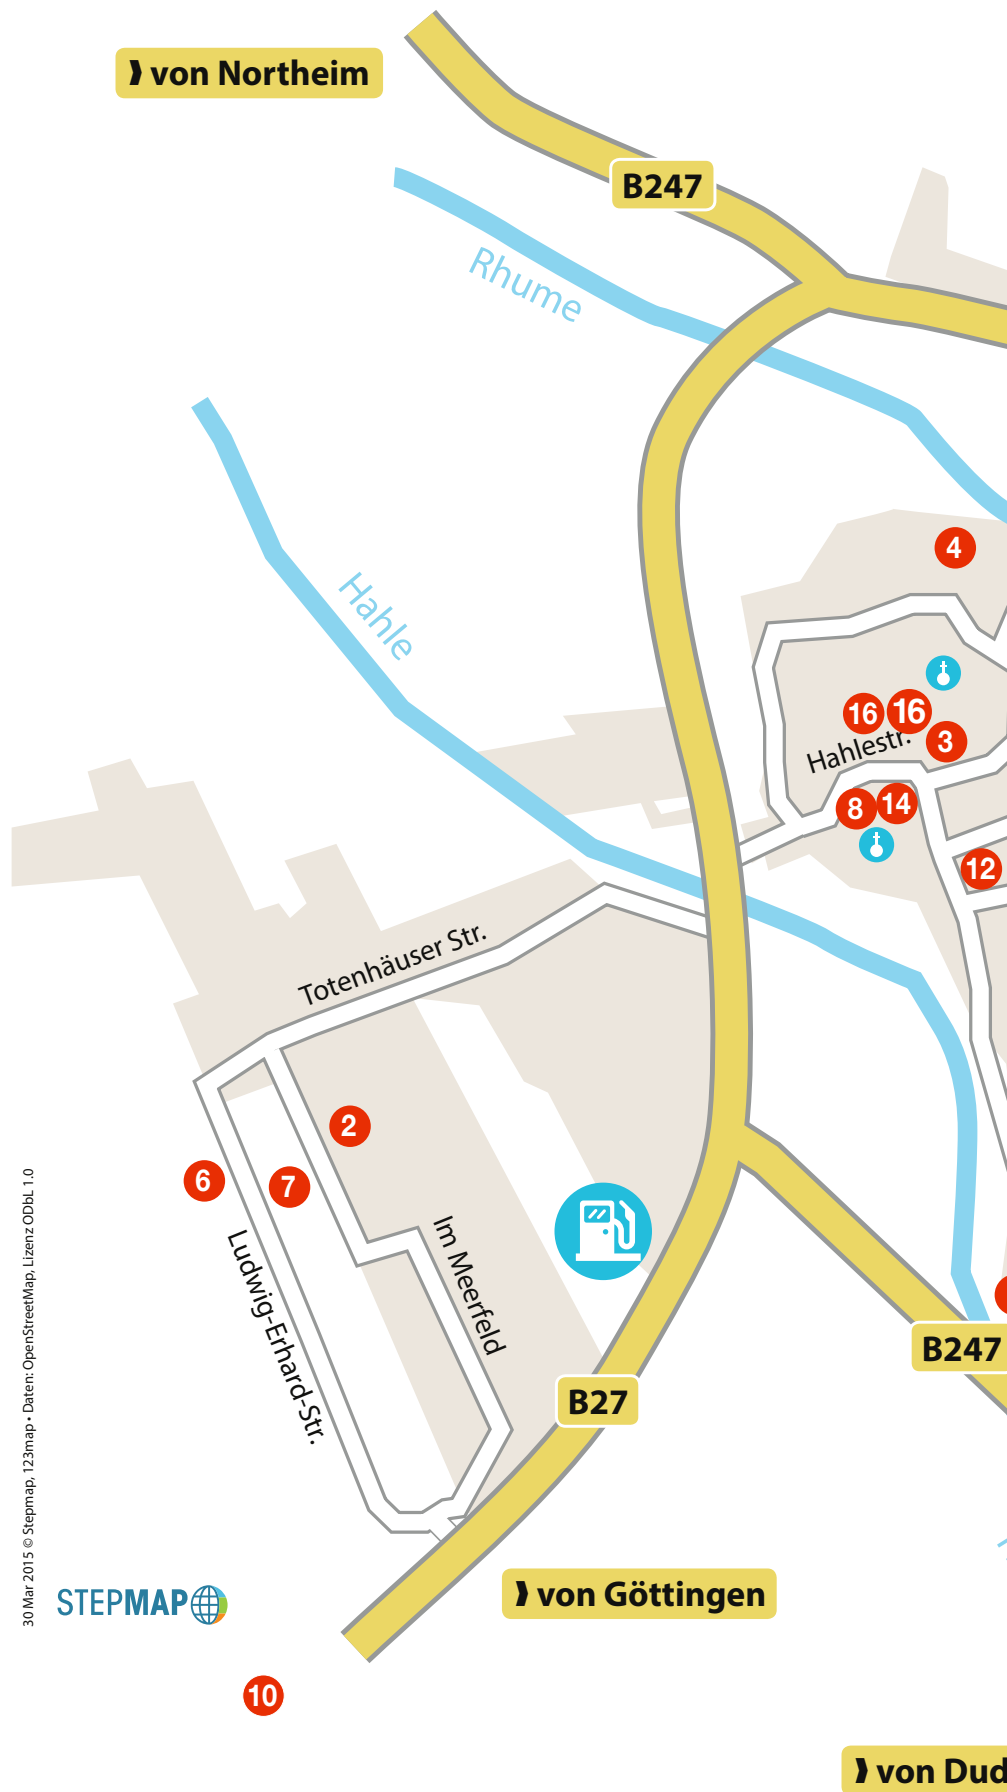 ❫ von Northeim
B247
Rhume
Hahle
4
16
16
3
Hahlestr.
8
14
12
Totenhäuser Str.
2
6
7
Ludwig-Erhard-Str.
Im Meerfeld
B247
B27
30 Mar 2015 © Stepmap, 123map • Daten: OpenStreetMap, Lizenz ODbL 1.0
STEPMAP
❫ von Göttingen
10
❫ von Dud